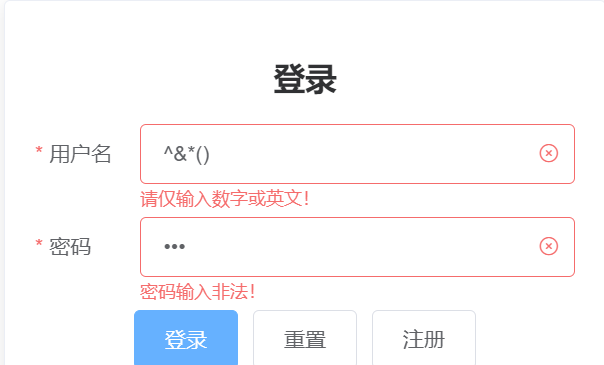 登录
* 用户名 ^&*()
请仅输入数字或英文！
* 密码 •••
密码输入非法！
登录 重置 注册